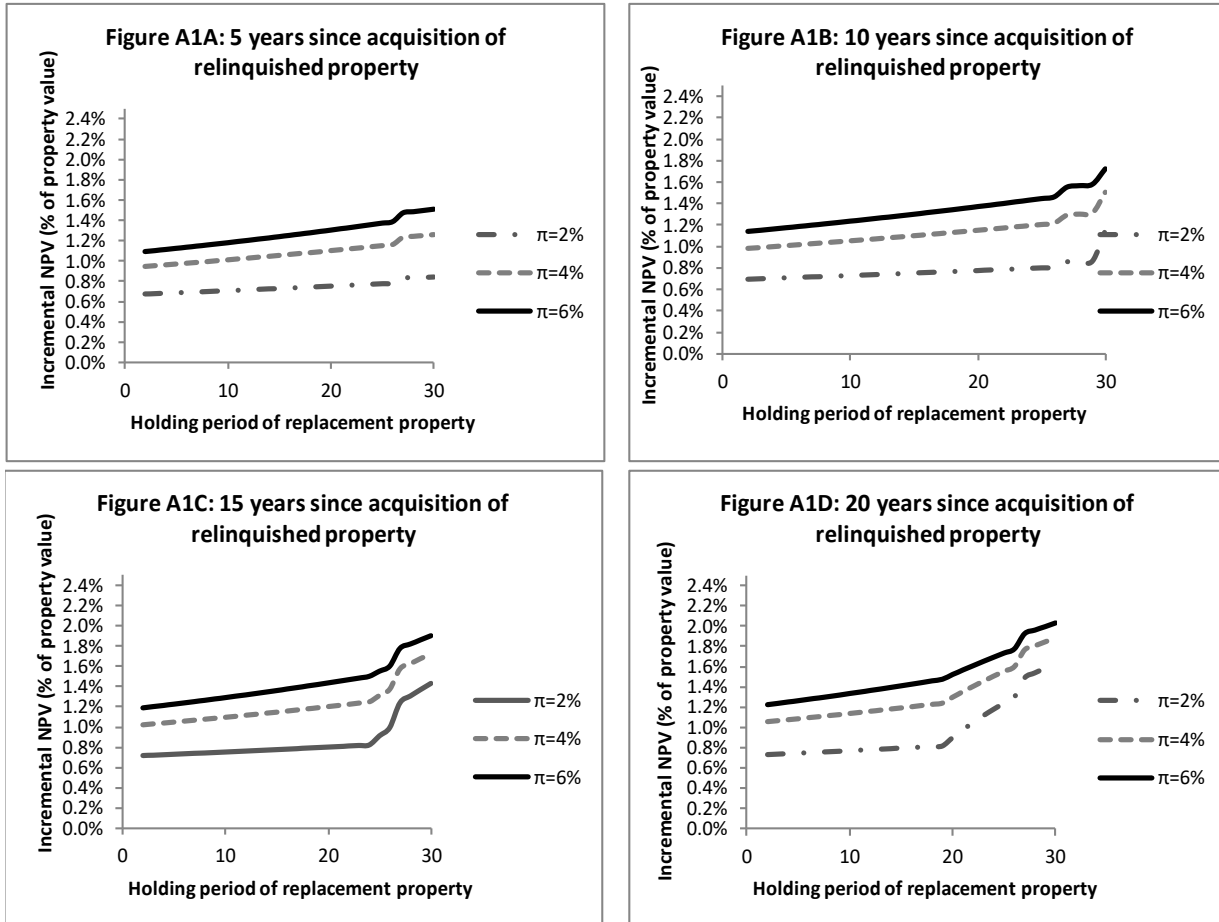 Figure A1A: 5 years since acquisition of
relinquished property
Incremental NPV (% of property value)
2.4%
2.2%
2.0%
1.8%
1.6%
1.4%
1.2%
1.0%
0.8%
0.6%
0.4%
0.2%
0.0%
0 10 20 30
Holding period of replacement property
π=2%
π=4%
π=6%
Figure A1B: 10 years since acquisition of
relinquished property
Incremental NPV (% of property value)
2.4%
2.2%
2.0%
1.8%
1.6%
1.4%
1.2%
1.0%
0.8%
0.6%
0.4%
0.2%
0.0%
0 10 20 30
Holding period of replacement property
π=2%
π=4%
π=6%
Figure A1C: 15 years since acquisition of
relinquished property
Incremental NPV (% of property value)
2.4%
2.2%
2.0%
1.8%
1.6%
1.4%
1.2%
1.0%
0.8%
0.6%
0.4%
0.2%
0.0%
0 10 20 30
Holding period of replacement property
π=2%
π=4%
π=6%
Figure A1D: 20 years since acquisition of
relinquished property
Incremental NPV (% of property value)
2.4%
2.2%
2.0%
1.8%
1.6%
1.4%
1.2%
1.0%
0.8%
0.6%
0.4%
0.2%
0.0%
0 10 20 30
Holding period of replacement property
π=2%
π=4%
π=6%